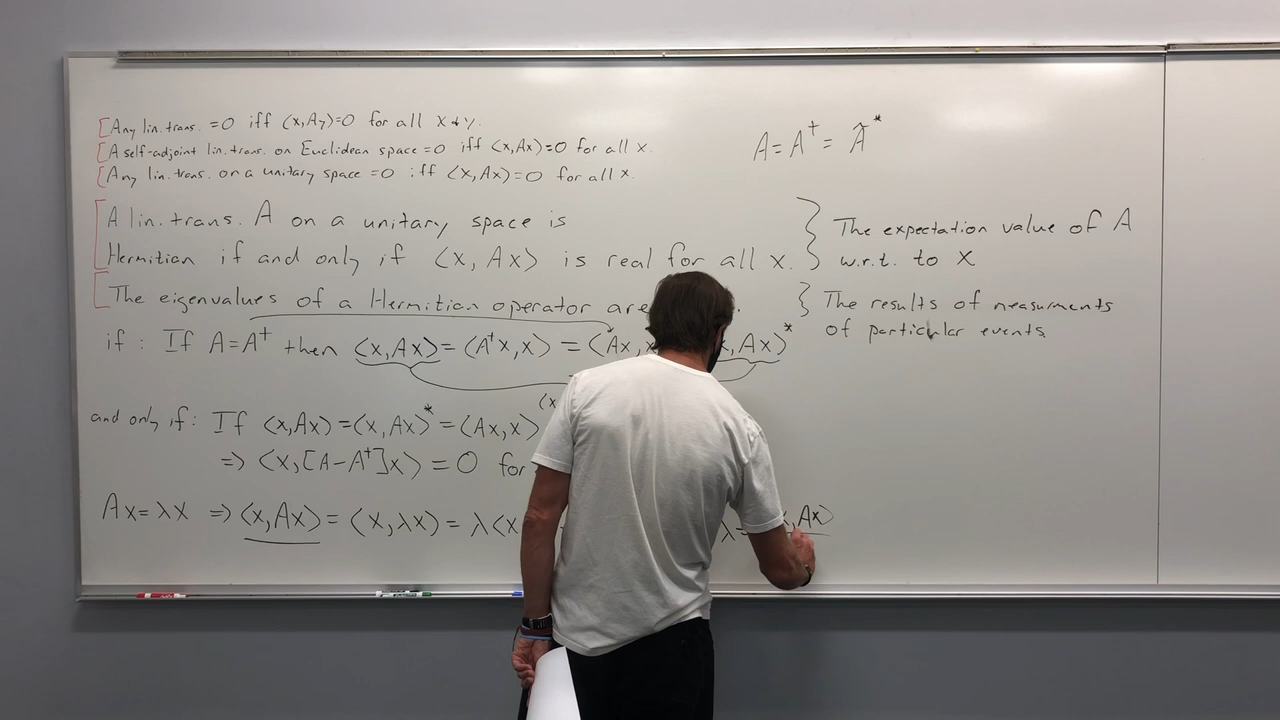 [Any lin. trans. =0 iff ⟨x,Ay⟩=0 for all x & y.
[A self-adjoint lin. trans. on Euclidean space =0 iff ⟨x,Ax⟩=0 for all x.
[Any lin. trans. on a unitary space =0 iff ⟨x,Ax⟩=0 for all x.
A = A† = Ã*
[A lin. trans. A on a unitary space is
Hermitian if and only if ⟨x, Ax⟩ is real for all x.
} The expectation value of A
w.r.t. to x
[The eigenvalues of a Hermitian operator are
} The results of measurments
of particular events
if: If A=A† then ⟨x,Ax⟩ = ⟨A†x,x⟩ = ⟨Ax, x,Ax⟩*
⟨x
and only if: If ⟨x,Ax⟩ = ⟨x,Ax⟩* = ⟨Ax,x⟩
=> ⟨x,[A-A†]x⟩ = 0 for
Ax=λx => ⟨x,Ax⟩ = ⟨x,λx⟩ = λ⟨x λ= x,Ax⟩